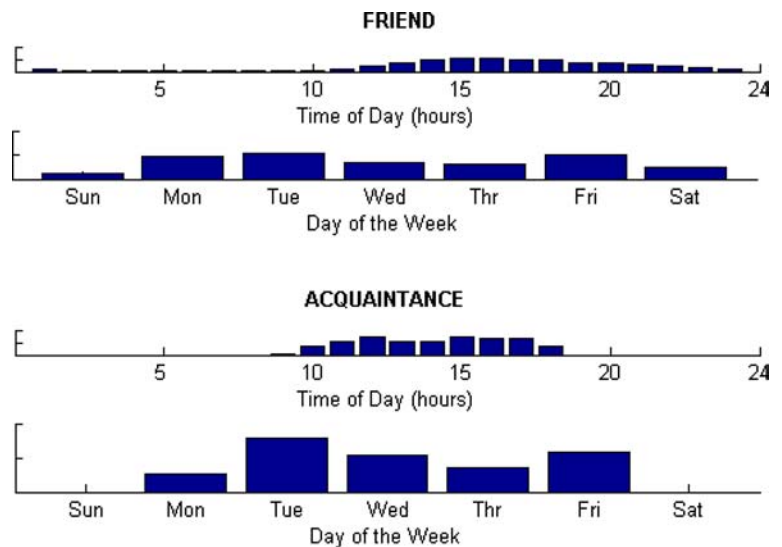 FRIEND
5 10 15 20 24
Time of Day (hours)
Sun Mon Tue Wed Thr Fri Sat
Day of the Week
ACQUAINTANCE
5 10 15 20 24
Time of Day (hours)
Sun Mon Tue Wed Thr Fri Sat
Day of the Week